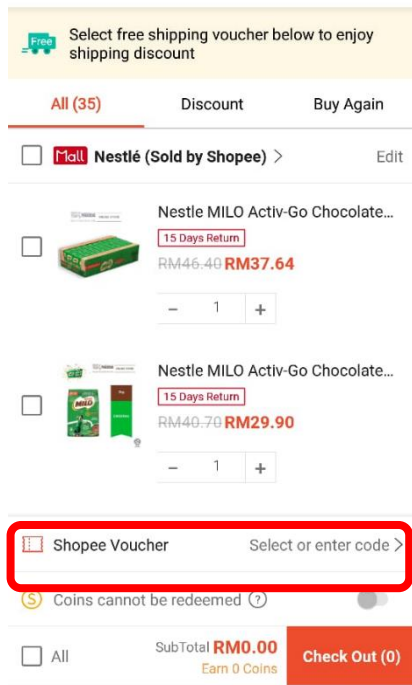 Free
Select free shipping voucher below to enjoy
shipping discount
All (35) Discount Buy Again
Mall Nestlé (Sold by Shopee) > Edit
Nestle MILO Activ-Go Chocolate...
15 Days Return
RM46.40 RM37.64
− 1 +
Nestle MILO Activ-Go Chocolate...
MILO
15 Days Return
RM40.70 RM29.90
− 1 +
Shopee Voucher Select or enter code >
S Coins cannot be redeemed ?
All SubTotal RM0.00 Check Out (0)
Earn 0 Coins